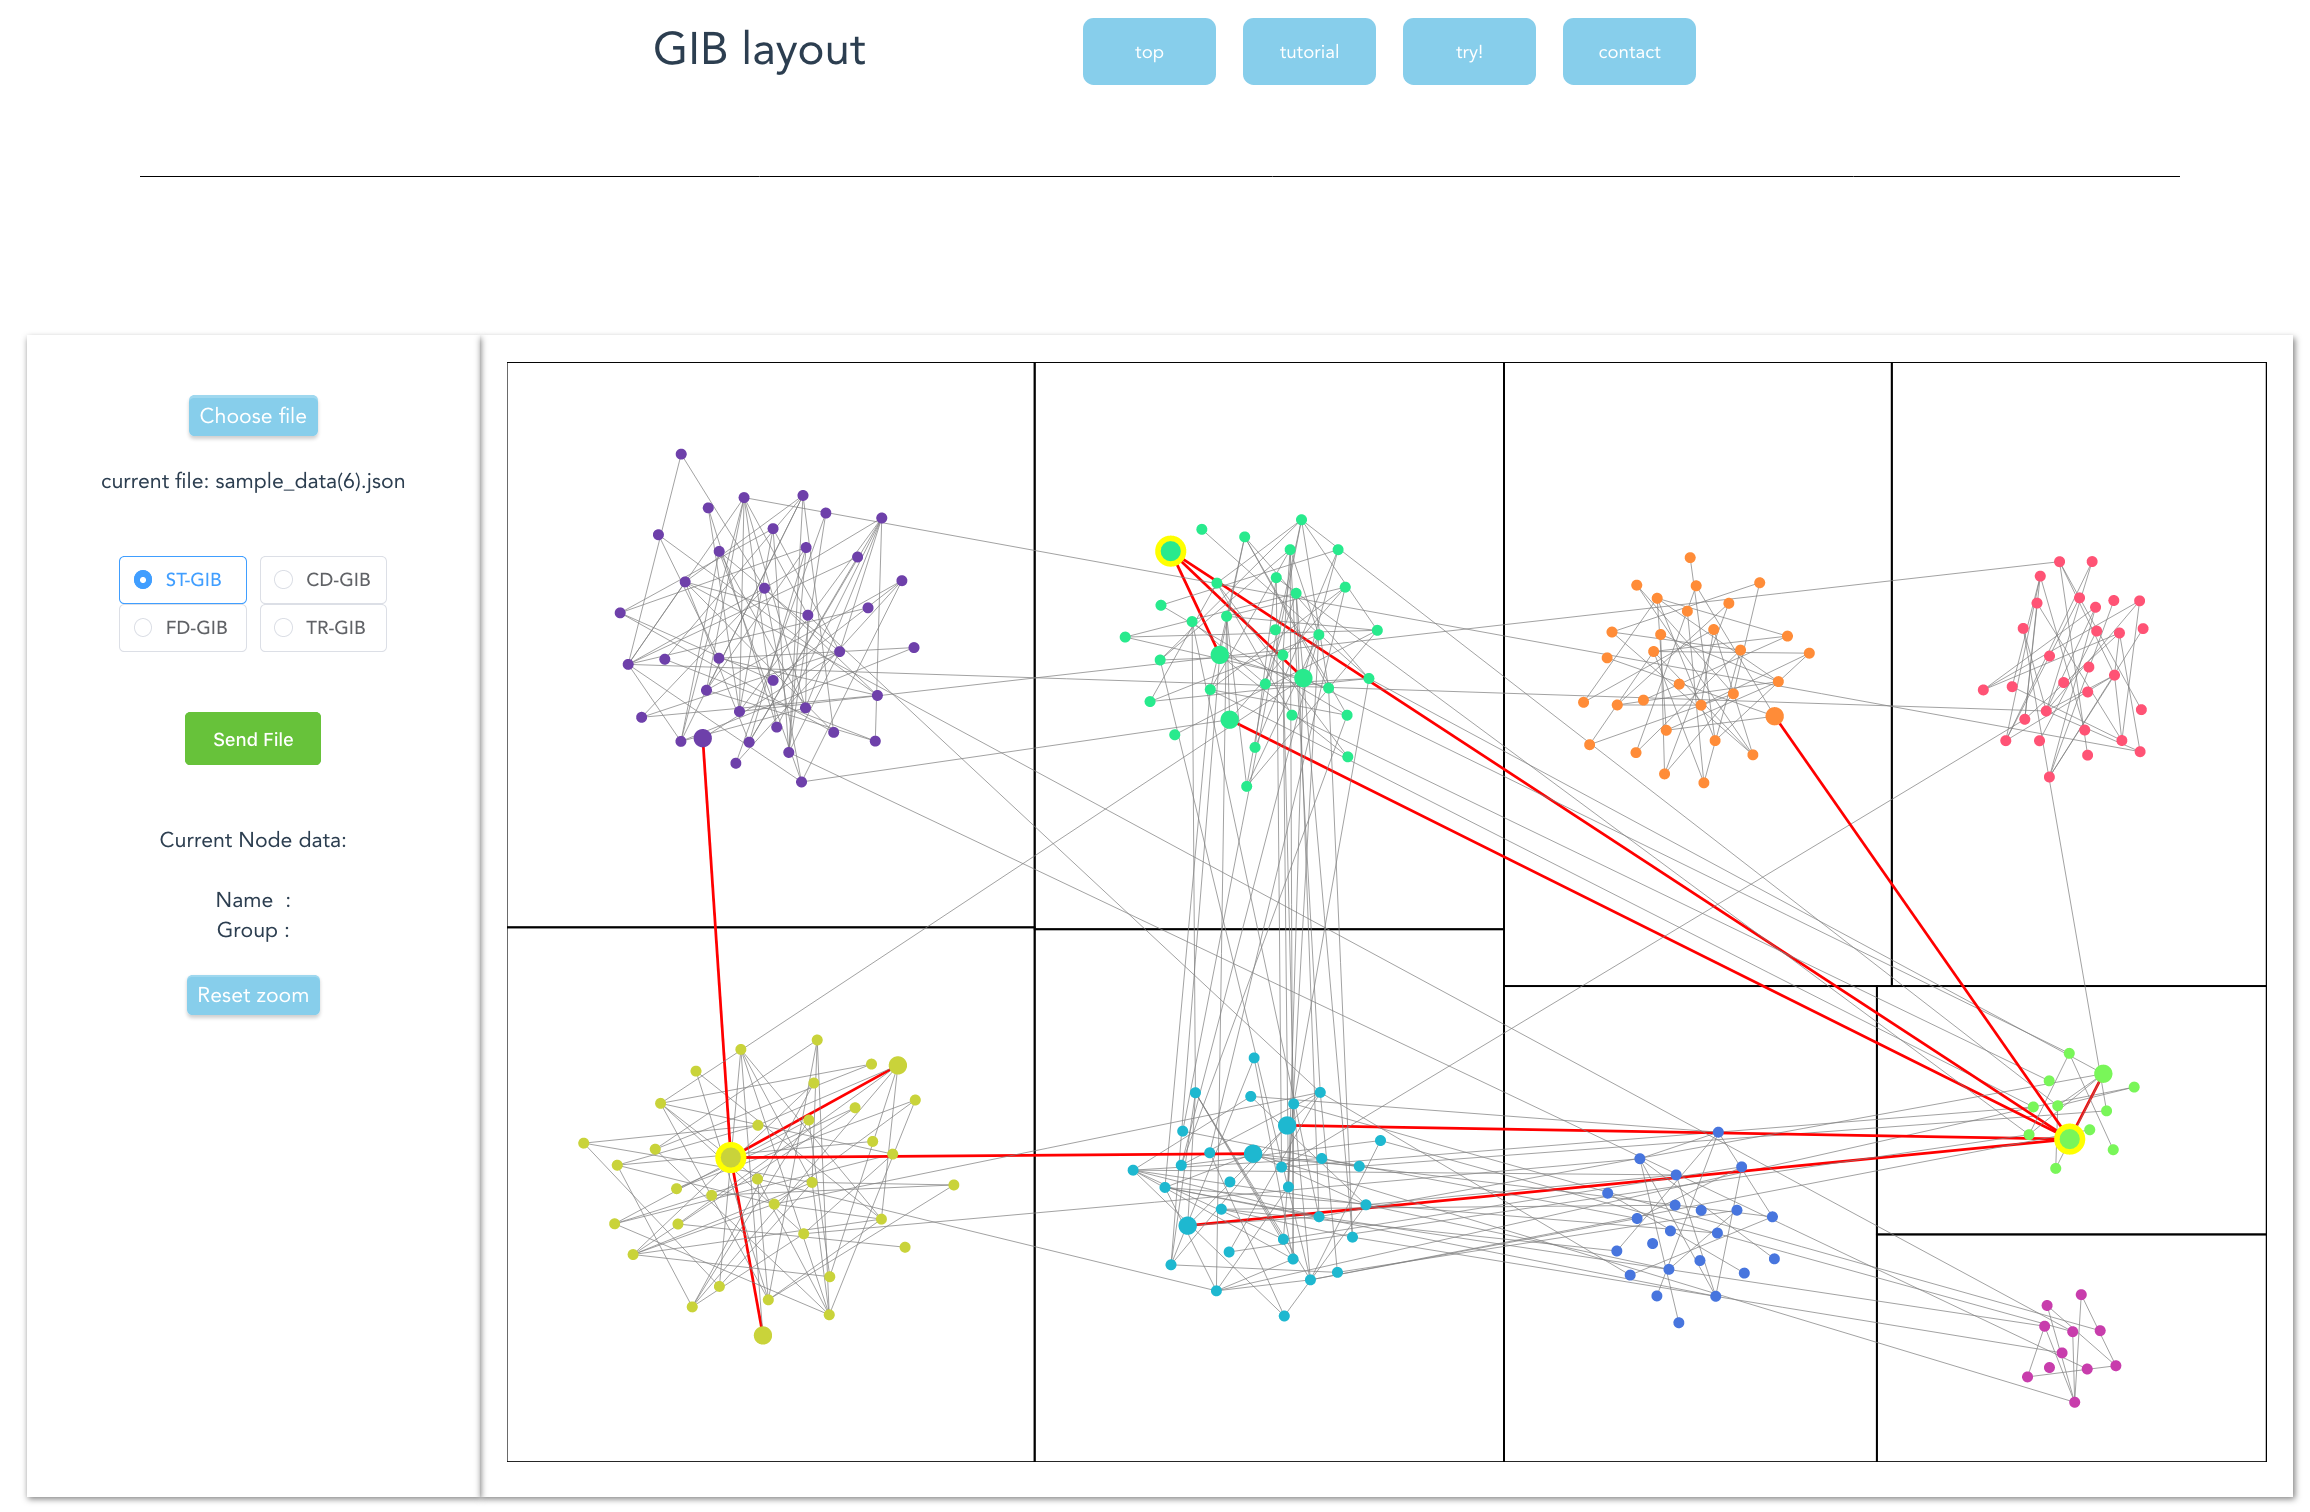 GIB layout
top
tutorial
try!
contact
Choose file
current file: sample_data(6).json
ST-GIB
CD-GIB
FD-GIB
TR-GIB
Send File
Current Node data:
Name :
Group :
Reset zoom